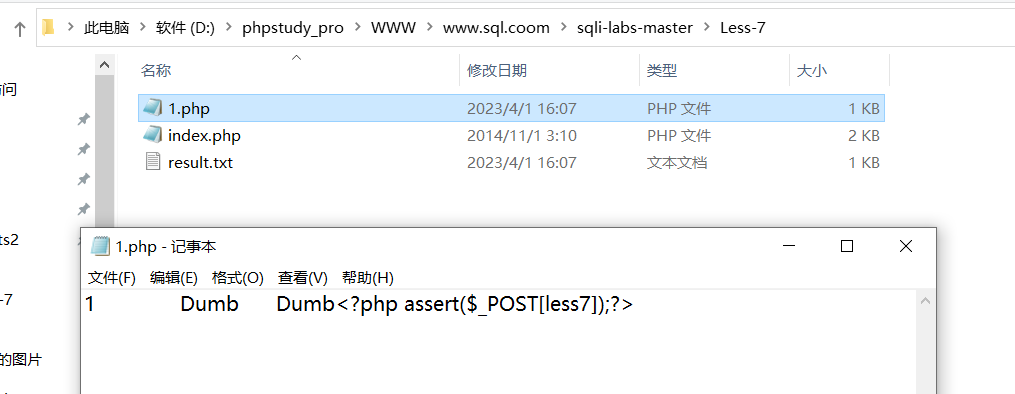 此电脑 > 软件 (D:) > phpstudy_pro > WWW > www.sql.coom > sqli-labs-master > Less-7
名称 修改日期 类型 大小
访问
1.php 2023/4/1 16:07 PHP 文件 1 KB
index.php 2014/11/1 3:10 PHP 文件 2 KB
result.txt 2023/4/1 16:07 文本文档 1 KB
ts2
1.php - 记事本
文件(F) 编辑(E) 格式(O) 查看(V) 帮助(H)
-7
1 Dumb Dumb<?php assert($_POST[less7]);?>
的图片